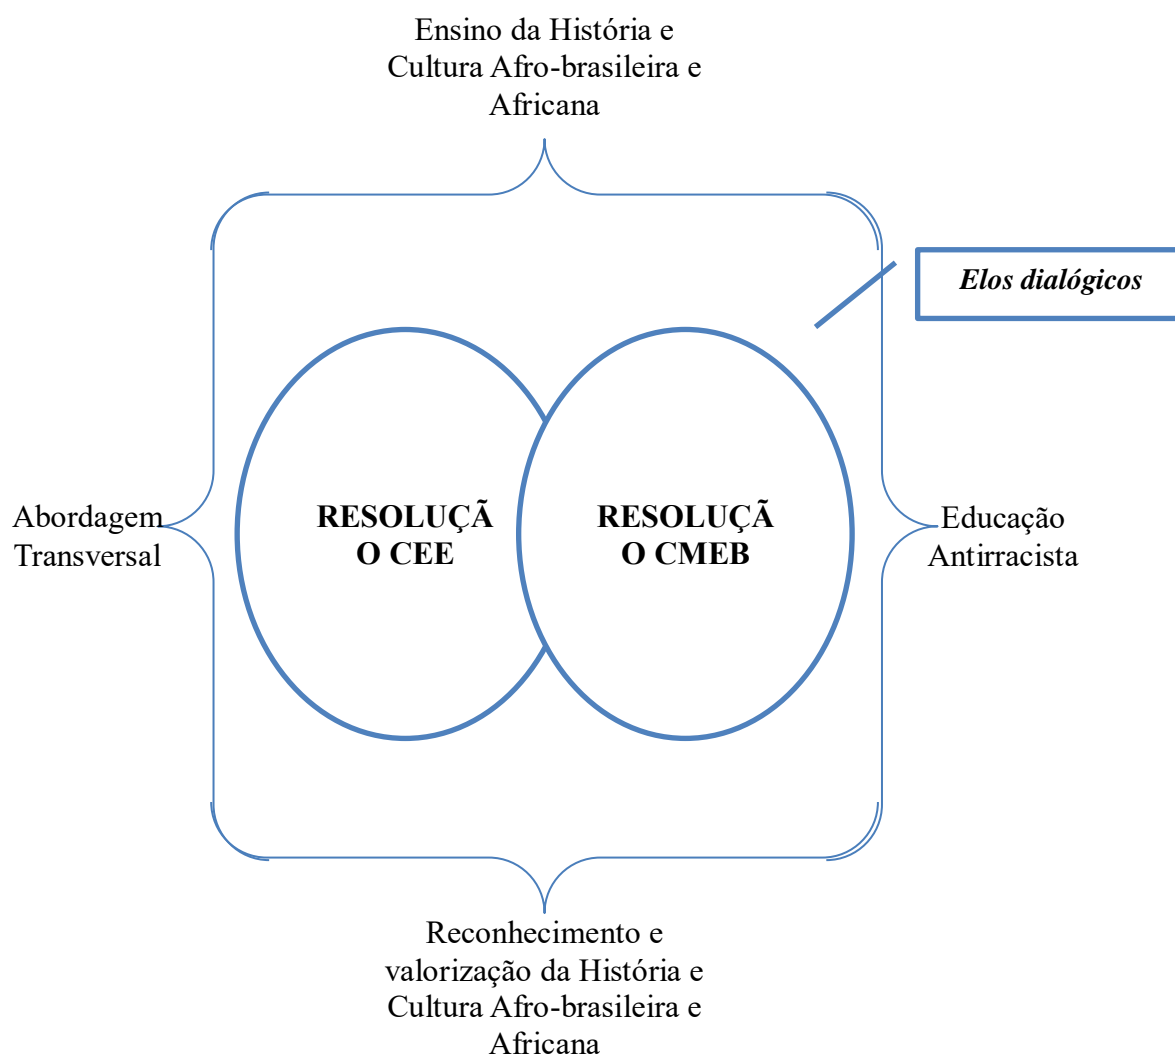 Ensino da História e
Cultura Afro-brasileira e
Africana
Elos dialógicos
Abordagem
Transversal
RESOLUÇÃ
O CEE
RESOLUÇÃ
O CMEB
Educação
Antirracista
Reconhecimento e
valorização da História e
Cultura Afro-brasileira e
Africana